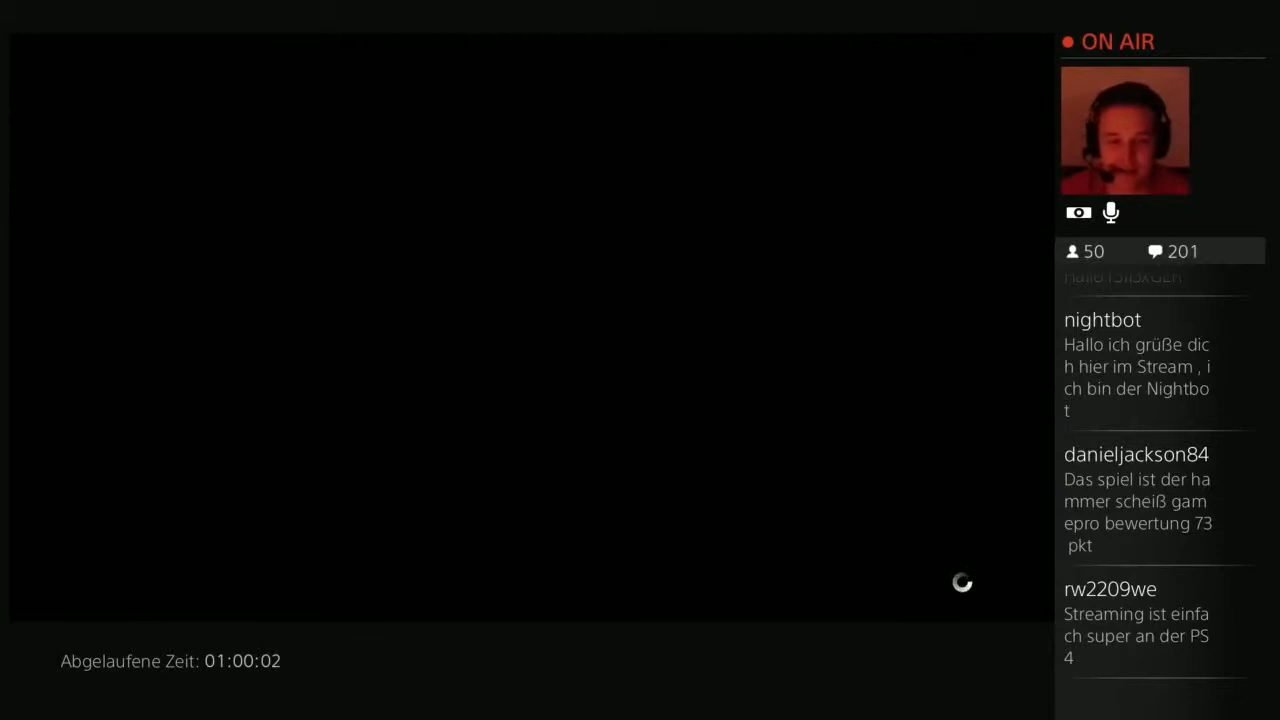 ON AIR
50 201
nightbot
Hallo ich grüße dic
h hier im Stream , i
ch bin der Nightbo
t
danieljackson84
Das spiel ist der ha
mmer scheiß gam
epro bewertung 73
pkt
rw2209we
Streaming ist einfa
ch super an der PS
4
Abgelaufene Zeit: 01:00:02